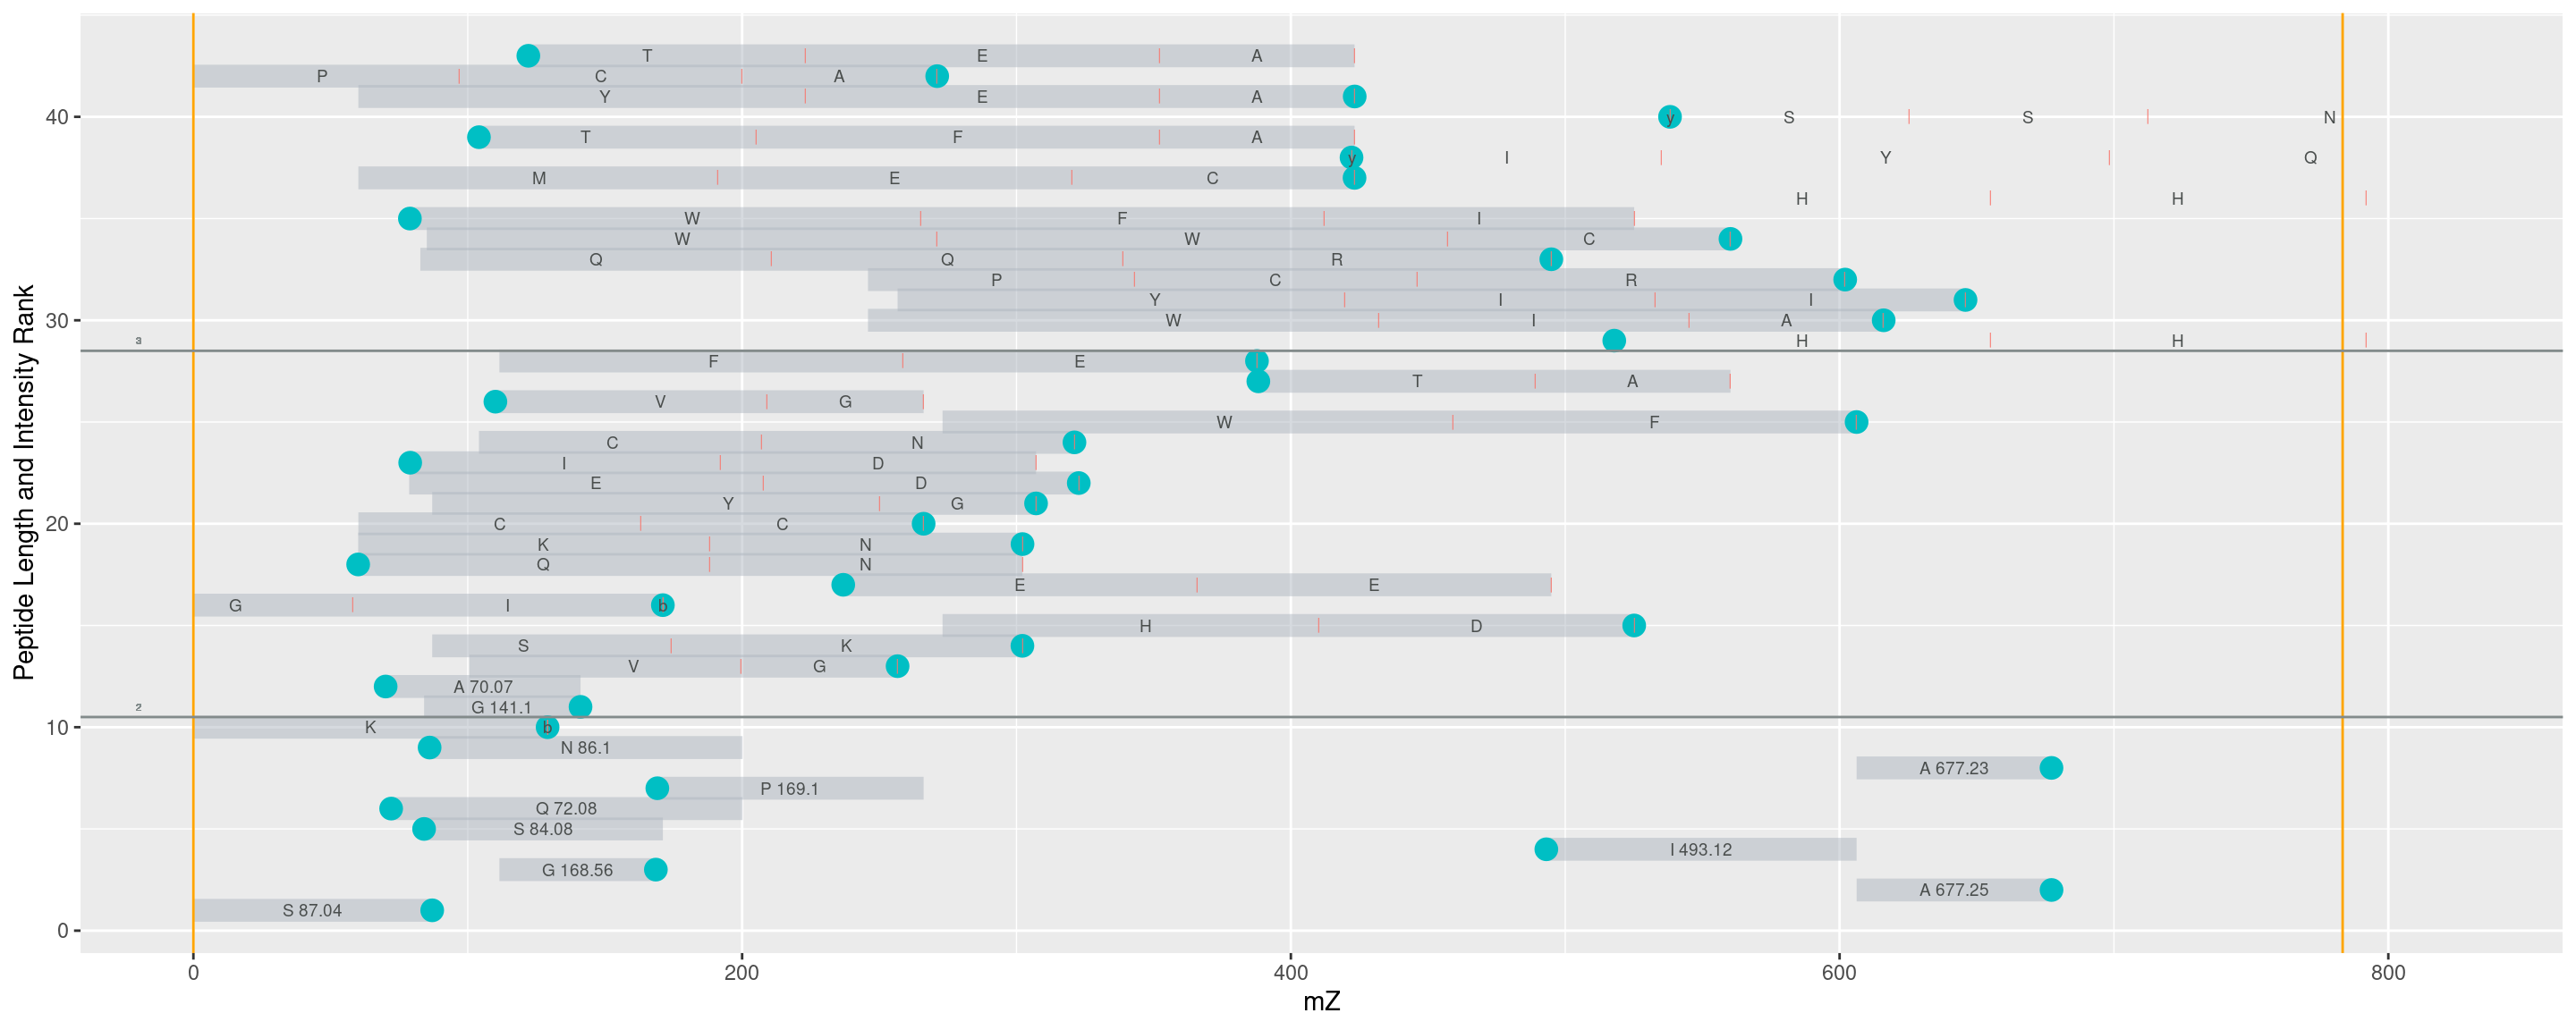 T E A
P C A
Y E A
40 y S S N
T F A
y I Y Q
M E C
H H
W F I
W W C
Q Q R
P C R
Y I I
30 W I A
3 H H
F E
T A
V G
W F
C N
I D
E D
Y G
20 C C
K N
Q N
E E
G I b
H D
S K
V G
A 70.07
2 G 141.1
10 K b
N 86.1
A 677.23
P 169.1
Q 72.08
S 84.08
I 493.12
G 168.56
A 677.25
S 87.04
0
0 200 400 600 800
mZ
Peptide Length and Intensity Rank